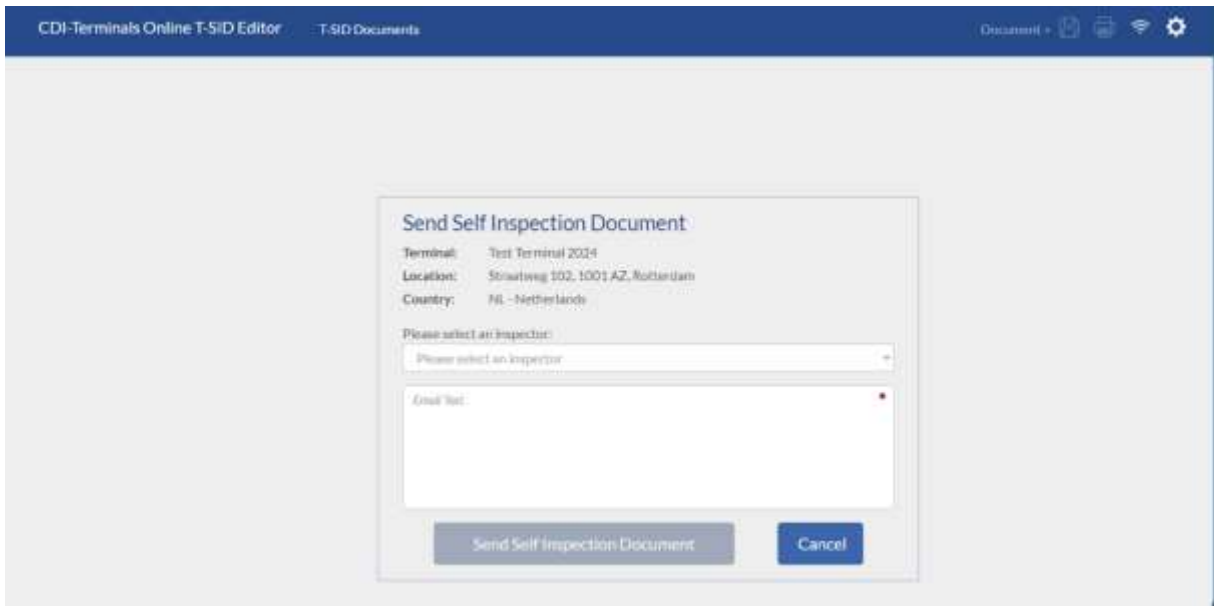 CDI-Terminals Online T-SID Editor T-SID Documents Document
Send Self Inspection Document
Terminal: Test Terminal 2024
Location: Straatweg 102, 1001 AZ, Rotterdam
Country: NL - Netherlands
Please select an inspector:
Please select an inspector
Email Text
Send Self Inspection Document Cancel